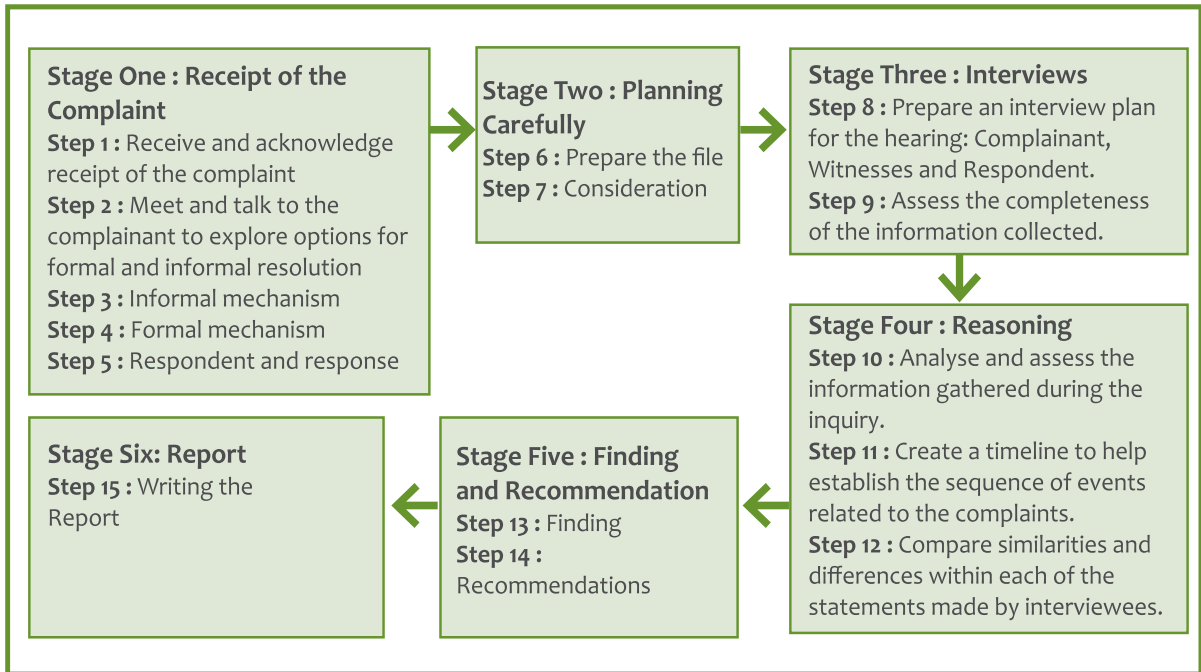 Stage One : Receipt of the
Complaint
Step 1 : Receive and acknowledge
receipt of the complaint
Step 2 : Meet and talk to the
complainant to explore options for
formal and informal resolution
Step 3 : Informal mechanism
Step 4 : Formal mechanism
Step 5 : Respondent and response
Stage Two : Planning
Carefully
Step 6 : Prepare the file
Step 7 : Consideration
Stage Three : Interviews
Step 8 : Prepare an interview plan
for the hearing: Complainant,
Witnesses and Respondent.
Step 9 : Assess the completeness
of the information collected.
Stage Four : Reasoning
Step 10 : Analyse and assess the
information gathered during the
inquiry.
Step 11 : Create a timeline to help
establish the sequence of events
related to the complaints.
Step 12 : Compare similarities and
differences within each of the
statements made by interviewees.
Stage Five : Finding
and Recommendation
Step 13 : Finding
Step 14 :
Recommendations
Stage Six: Report
Step 15 : Writing the
Report